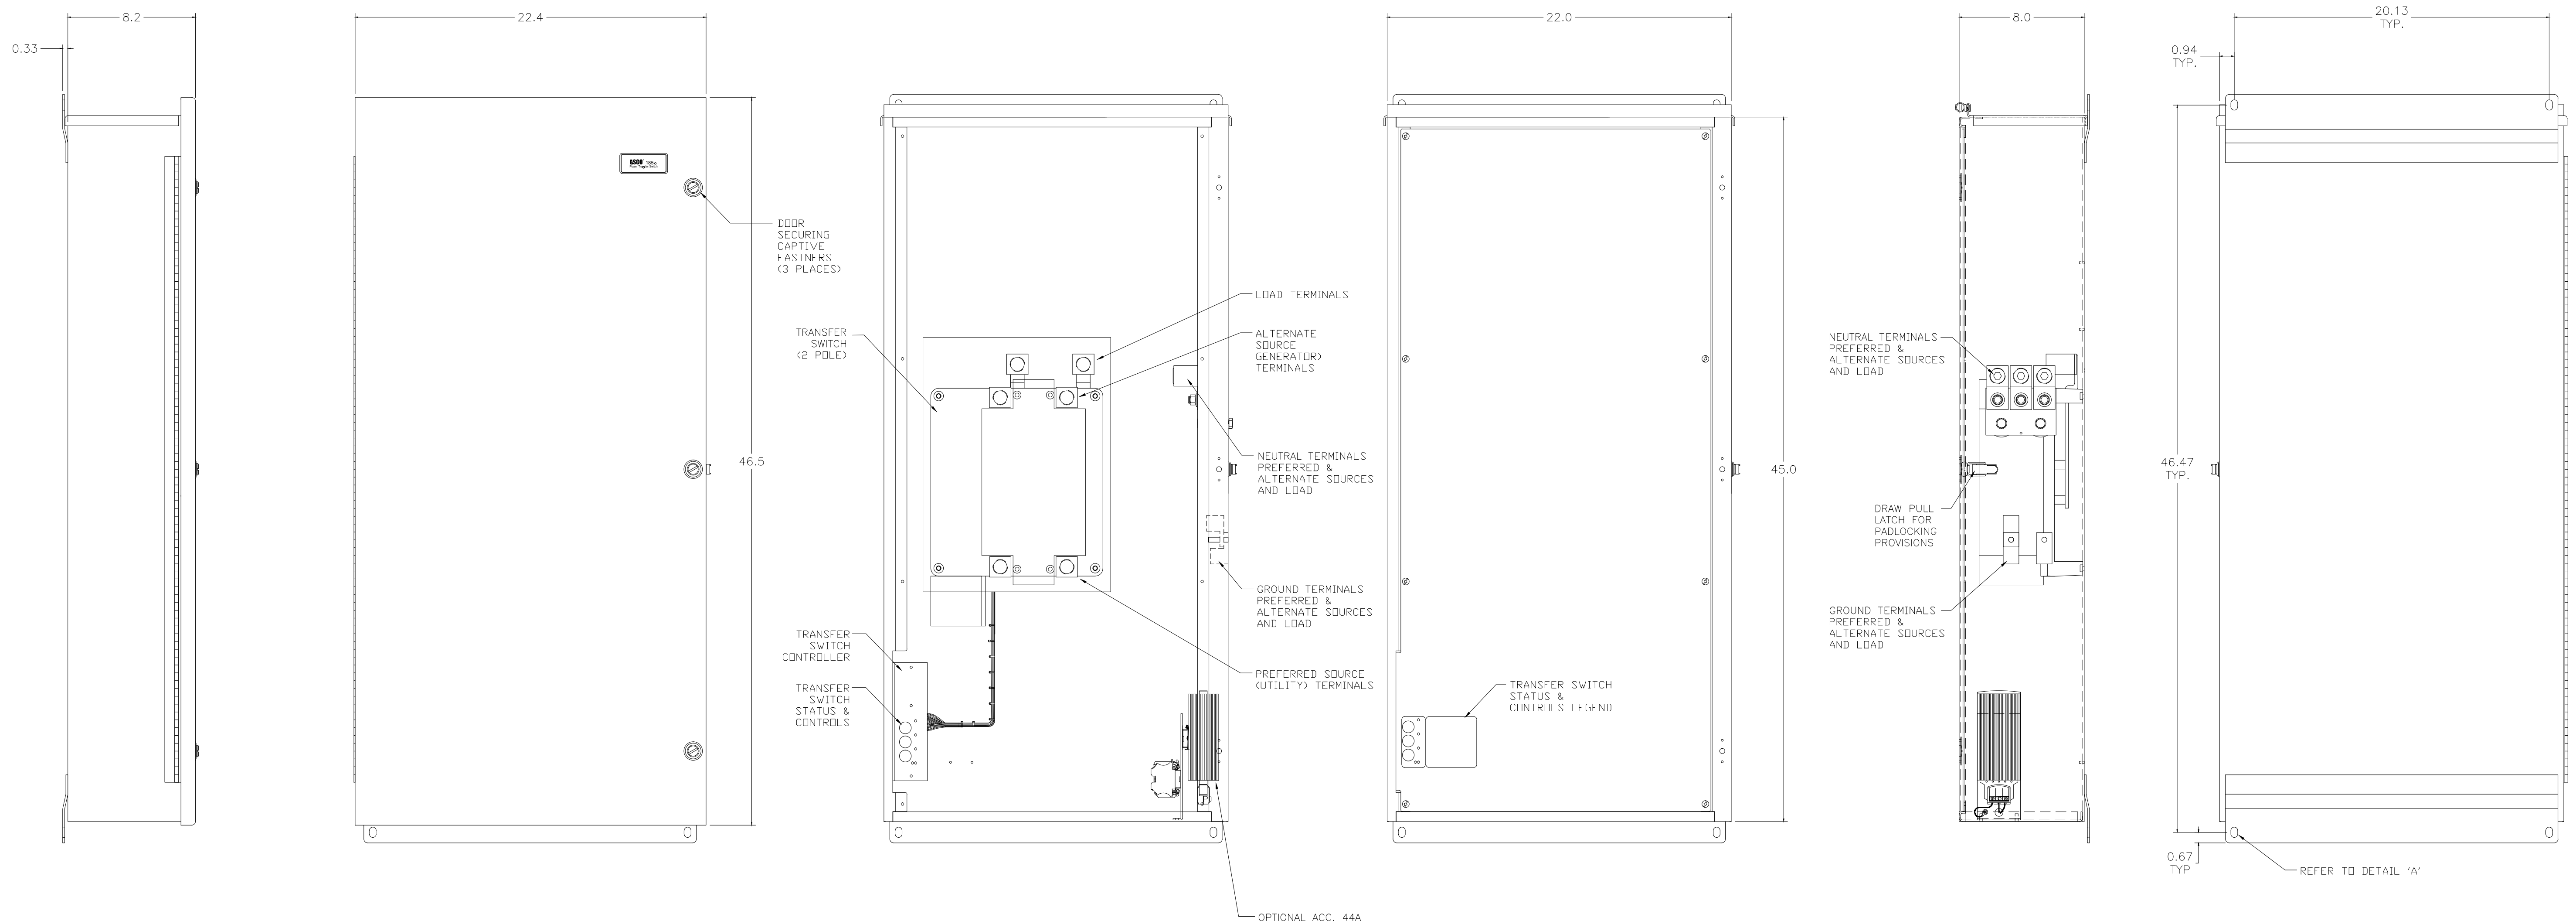 8.2
0.33
22.4
ASCO 185G
Power Transfer Switch
DOOR
SECURING
CAPTIVE
FASTNERS
(3 PLACES)
46.5
TRANSFER
SWITCH
(2 POLE)
TRANSFER
SWITCH
CONTROLLER
TRANSFER
SWITCH
STATUS &
CONTROLS
LOAD TERMINALS
ALTERNATE
SOURCE
GENERATOR)
TERMINALS
NEUTRAL TERMINALS
PREFERRED &
ALTERNATE SOURCES
AND LOAD
GROUND TERMINALS
PREFERRED &
ALTERNATE SOURCES
AND LOAD
PREFERRED SOURCE
(UTILITY) TERMINALS
OPTIONAL ACC. 44A
22.0
45.0
TRANSFER SWITCH
STATUS &
CONTROLS LEGEND
8.0
NEUTRAL TERMINALS
PREFERRED &
ALTERNATE SOURCES
AND LOAD
DRAW PULL
LATCH FOR
PADLOCKING
PROVISIONS
GROUND TERMINALS
PREFERRED &
ALTERNATE SOURCES
AND LOAD
20.13
TYP.
0.94
TYP.
46.47
TYP.
0.67
TYP
REFER TO DETAIL 'A'